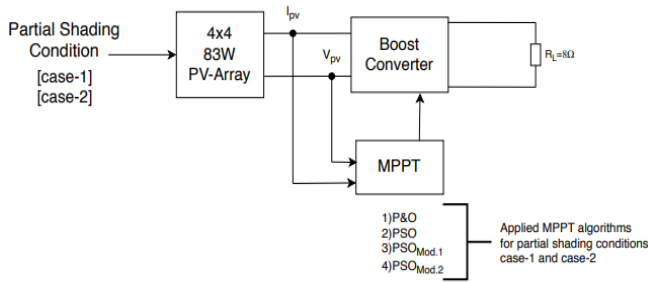 Partial Shading
Condition
[case-1]
[case-2]
4x4
83W
PV-Array
Ipv
Vpv
Boost
Converter
RL=8Ω
MPPT
1)P&O
2)PSO
3)PSOMod.1
4)PSOMod.2
Applied MPPT algorithms
for partial shading conditions
case-1 and case-2